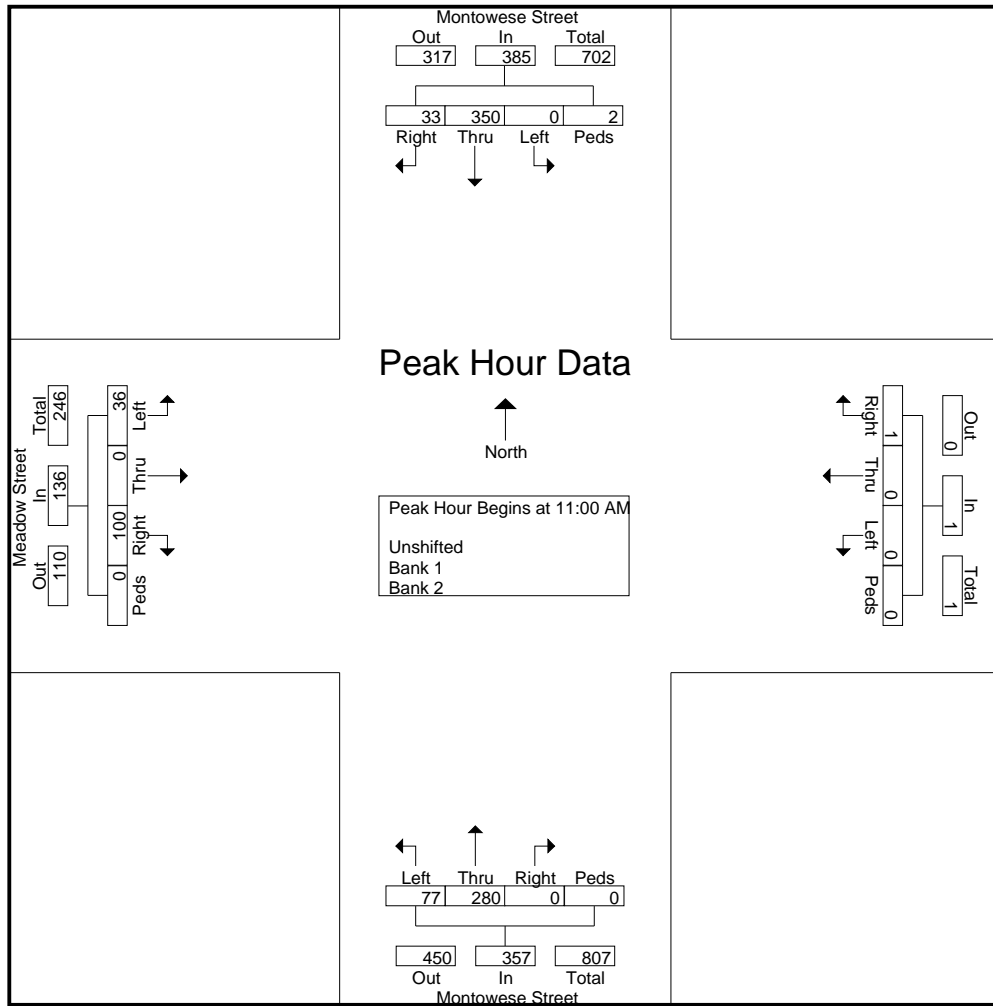 Montowese Street
Out In Total
317 385 702
33 350 0 2
Right Thru Left Peds
Peak Hour Data
North
Peak Hour Begins at 11:00 AM
Unshifted
Bank 1
Bank 2
Meadow Street
Out In Total
110 136 246
36 0 100 0
Left Thru Right Peds
Out In Total
0 1 1
1 0 0 0
Right Thru Left Peds
Left Thru Right Peds
77 280 0 0
450 357 807
Out In Total
Montowese Street